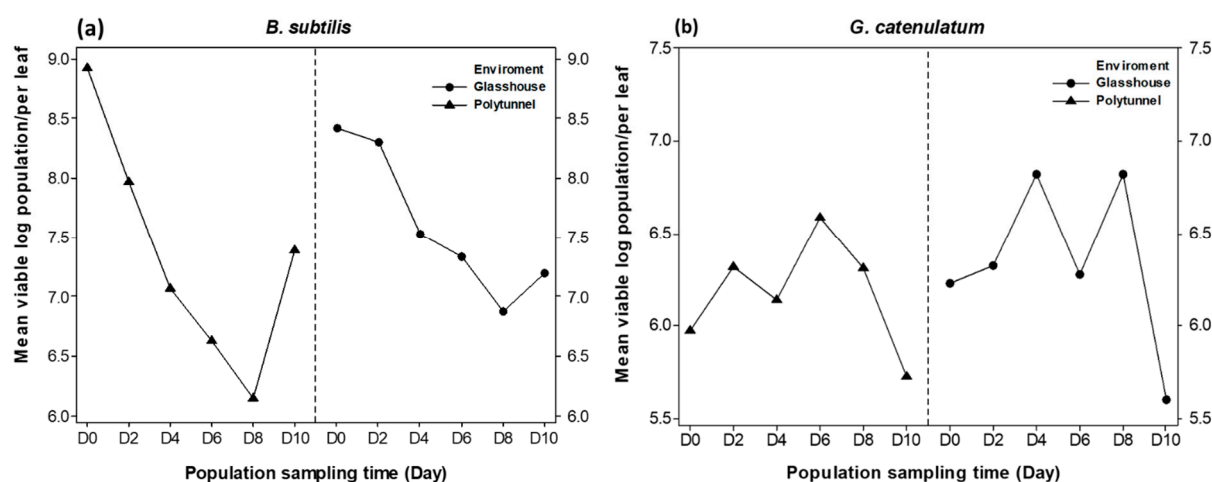 (a)
B. subtilis
Mean viable log population/per leaf
9.0
8.5
8.0
7.5
7.0
6.5
6.0
Enviroment
Glasshouse
Polytunnel
9.0
8.5
8.0
7.5
7.0
6.5
6.0
D0 D2 D4 D6 D8 D10 D0 D2 D4 D6 D8 D10
Population sampling time (Day)
(b)
G. catenulatum
Mean viable log population/per leaf
7.5
7.0
6.5
6.0
5.5
Enviroment
Glasshouse
Polytunnel
7.5
7.0
6.5
6.0
5.5
D0 D2 D4 D6 D8 D10 D0 D2 D4 D6 D8 D10
Population sampling time (Day)